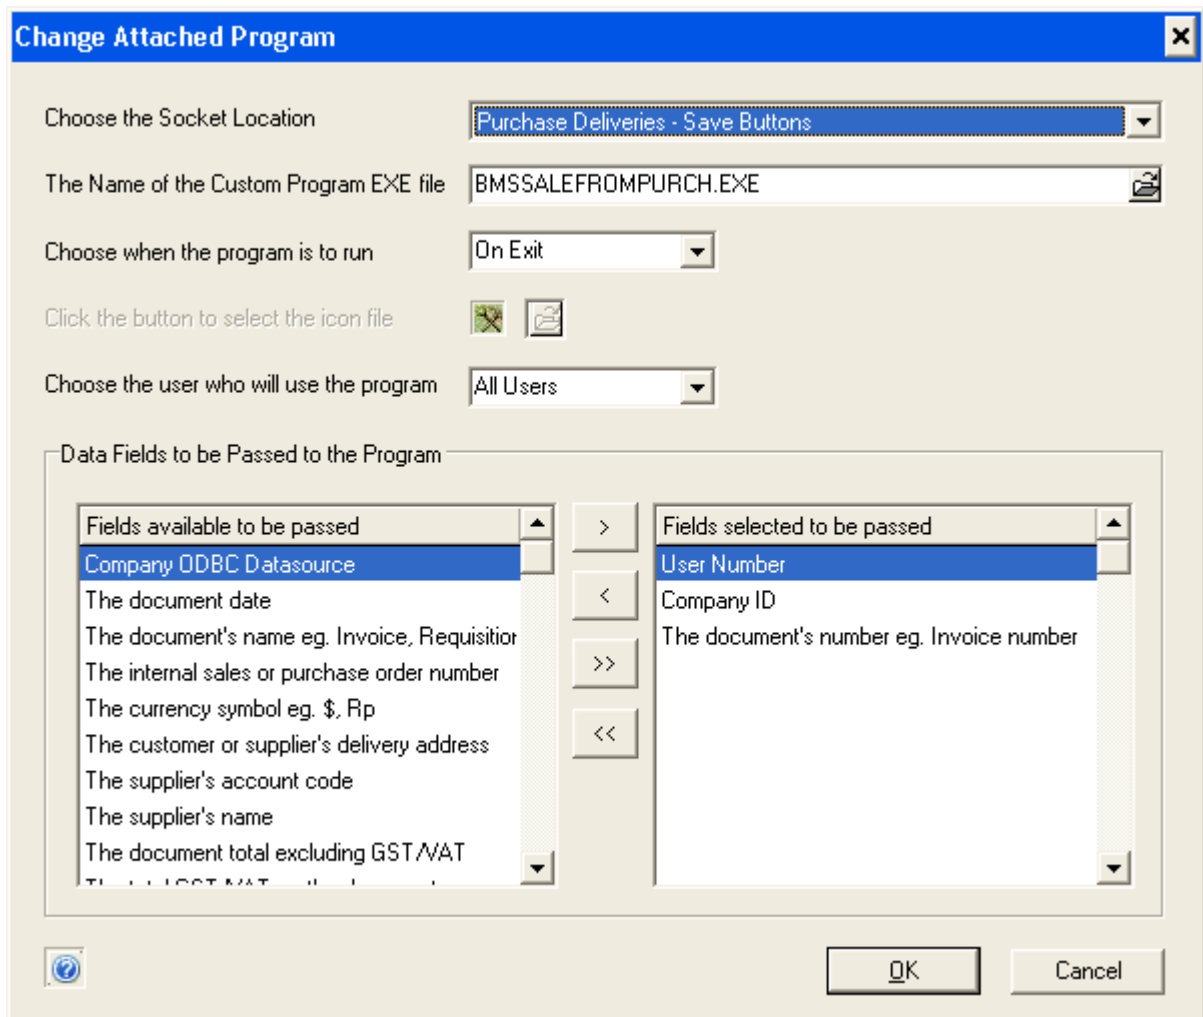 Change Attached Program
Choose the Socket Location
Purchase Deliveries - Save Buttons
The Name of the Custom Program EXE file
BMSSALEFROMPURCH.EXE
Choose when the program is to run
On Exit
Click the button to select the icon file
Choose the user who will use the program
All Users
Data Fields to be Passed to the Program
Fields available to be passed
Company ODBC Datasource
The document date
The document's name eg. Invoice, Requisition
The internal sales or purchase order number
The currency symbol eg. $, Rp
The customer or supplier's delivery address
The supplier's account code
The supplier's name
The document total excluding GST/VAT
>
<
>>
<<
Fields selected to be passed
User Number
Company ID
The document's number eg. Invoice number
OK
Cancel